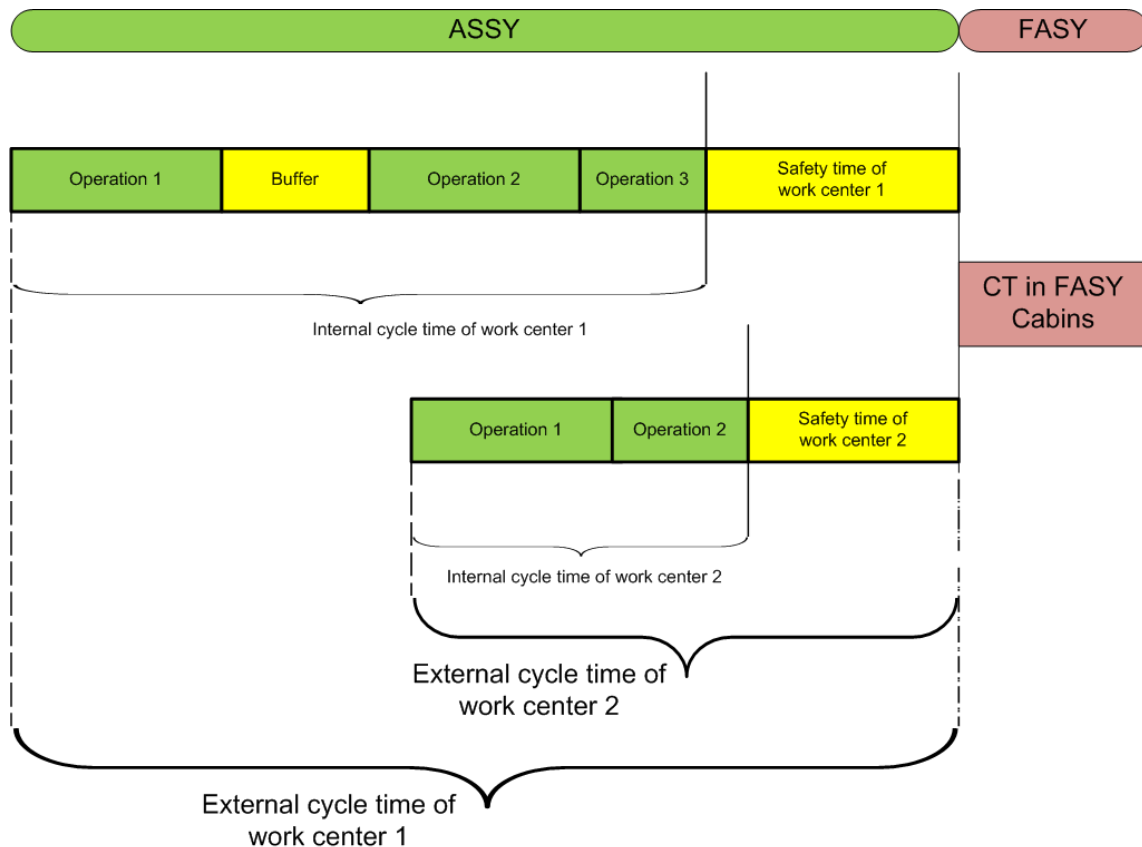 ASSY
FASY
Operation 1
Buffer
Operation 2
Operation 3
Safety time of
work center 1
CT in FASY
Cabins
Internal cycle time of work center 1
Operation 1
Operation 2
Safety time of
work center 2
Internal cycle time of work center 2
External cycle time of
work center 2
External cycle time of
work center 1